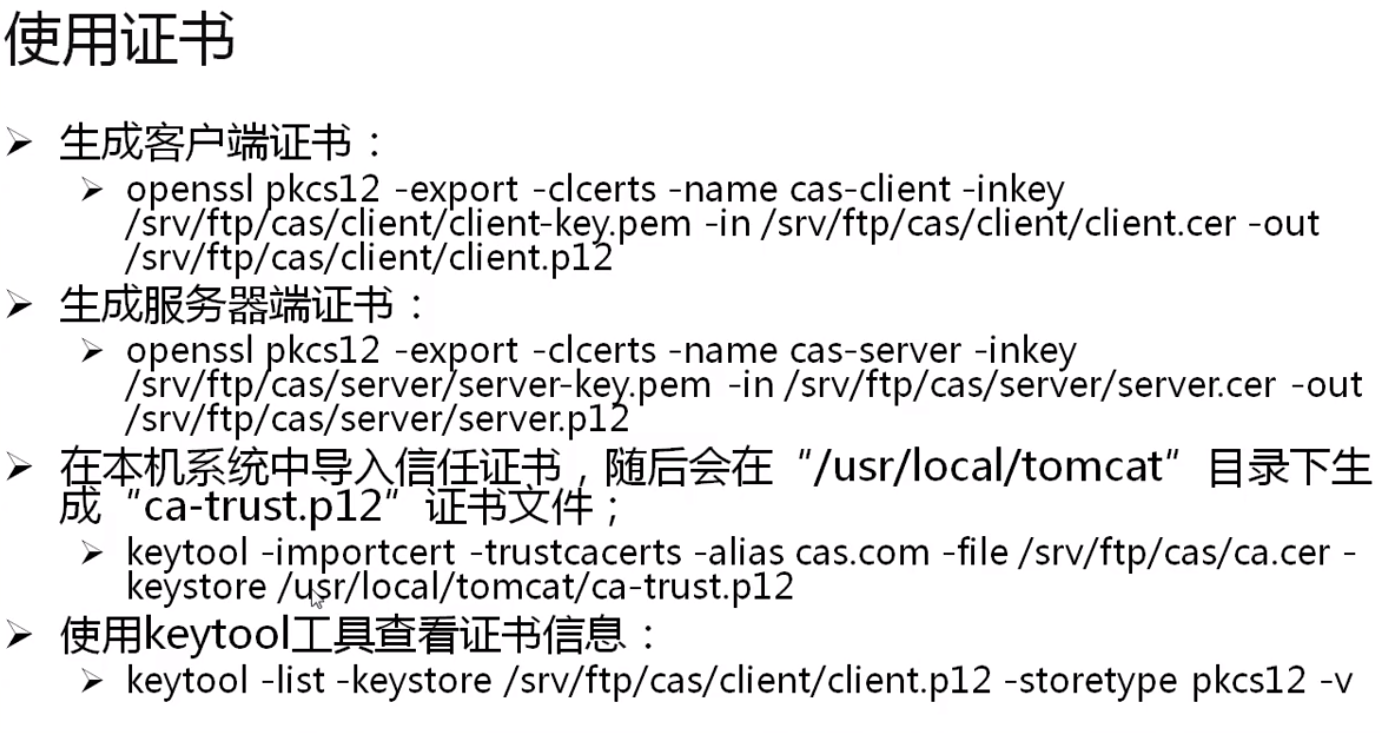 使用证书
➢ 生成客户端证书：
➢ openssl pkcs12 -export -clcerts -name cas-client -inkey
/srv/ftp/cas/client/client-key.pem -in /srv/ftp/cas/client/client.cer -out
/srv/ftp/cas/client/client.p12
➢ 生成服务器端证书：
➢ openssl pkcs12 -export -clcerts -name cas-server -inkey
/srv/ftp/cas/server/server-key.pem -in /srv/ftp/cas/server/server.cer -out
/srv/ftp/cas/server/server.p12
➢ 在本机系统中导入信任证书，随后会在“/usr/local/tomcat”目录下生
成“ca-trust.p12”证书文件；
➢ keytool -importcert -trustcacerts -alias cas.com -file /srv/ftp/cas/ca.cer -
keystore /usr/local/tomcat/ca-trust.p12
➢ 使用keytool工具查看证书信息：
➢ keytool -list -keystore /srv/ftp/cas/client/client.p12 -storetype pkcs12 -v